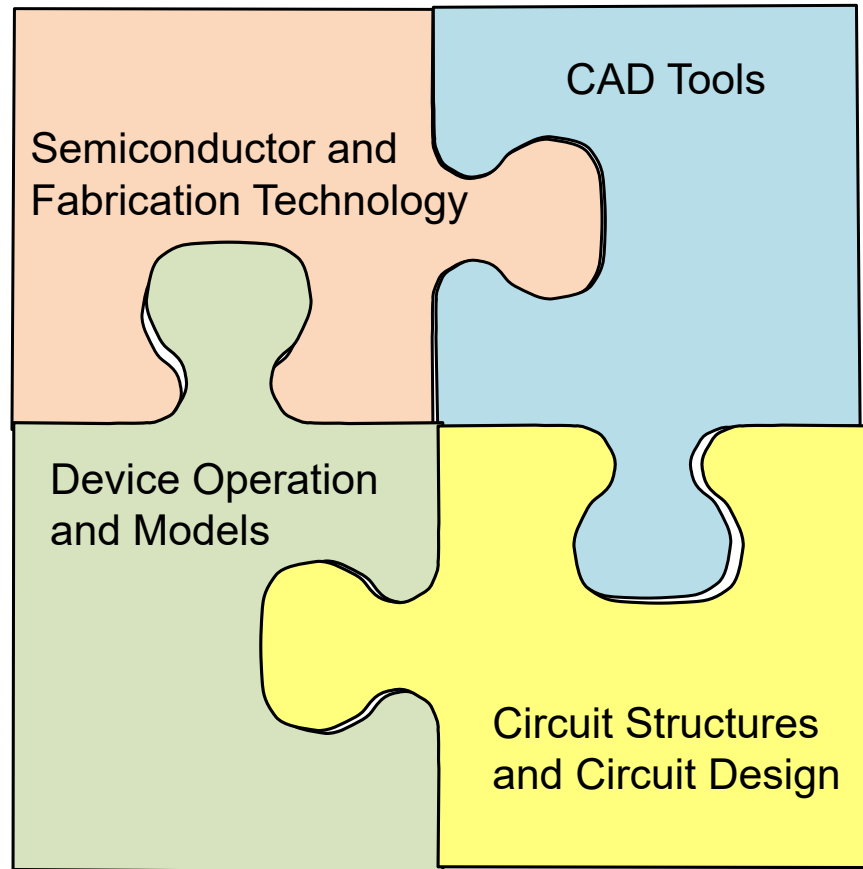 CAD Tools
Semiconductor and
Fabrication Technology
Device Operation
and Models
Circuit Structures
and Circuit Design